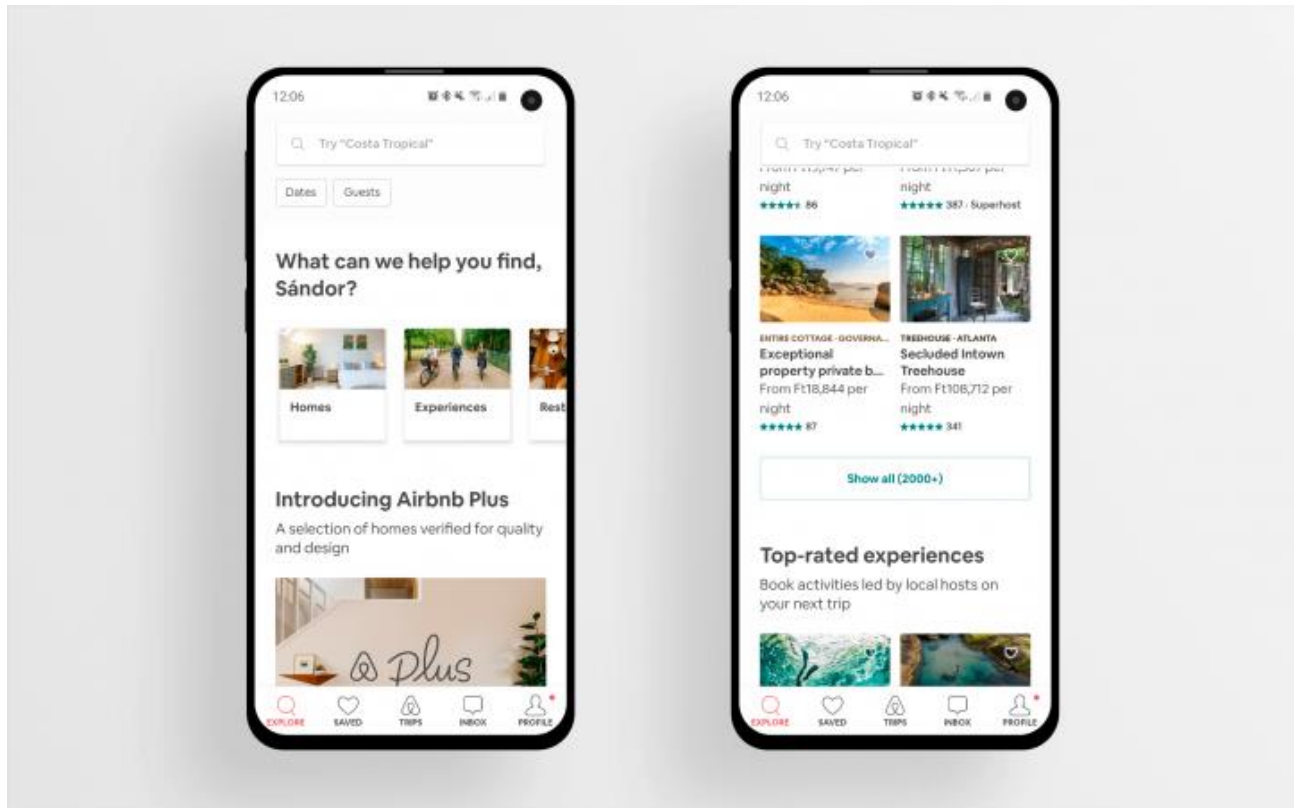 12:06
Try "Costa Tropical"
Dates Guests
What can we help you find,
Sándor?
Homes Experiences Rest
Introducing Airbnb Plus
A selection of homes verified for quality
and design
Plus
EXPLORE SAVED TRIPS INBOX PROFILE
12:06
Try "Costa Tropical"
night night
86 387 · Superhost
ENTIRE COTTAGE · GOVERNA... TREEHOUSE · ATLANTA
Exceptional Secluded Intown
property private b... Treehouse
From Ft18,844 per From Ft108,712 per
night night
87 341
Show all (2000+)
Top-rated experiences
Book activities led by local hosts on
your next trip
EXPLORE SAVED TRIPS INBOX PROFILE